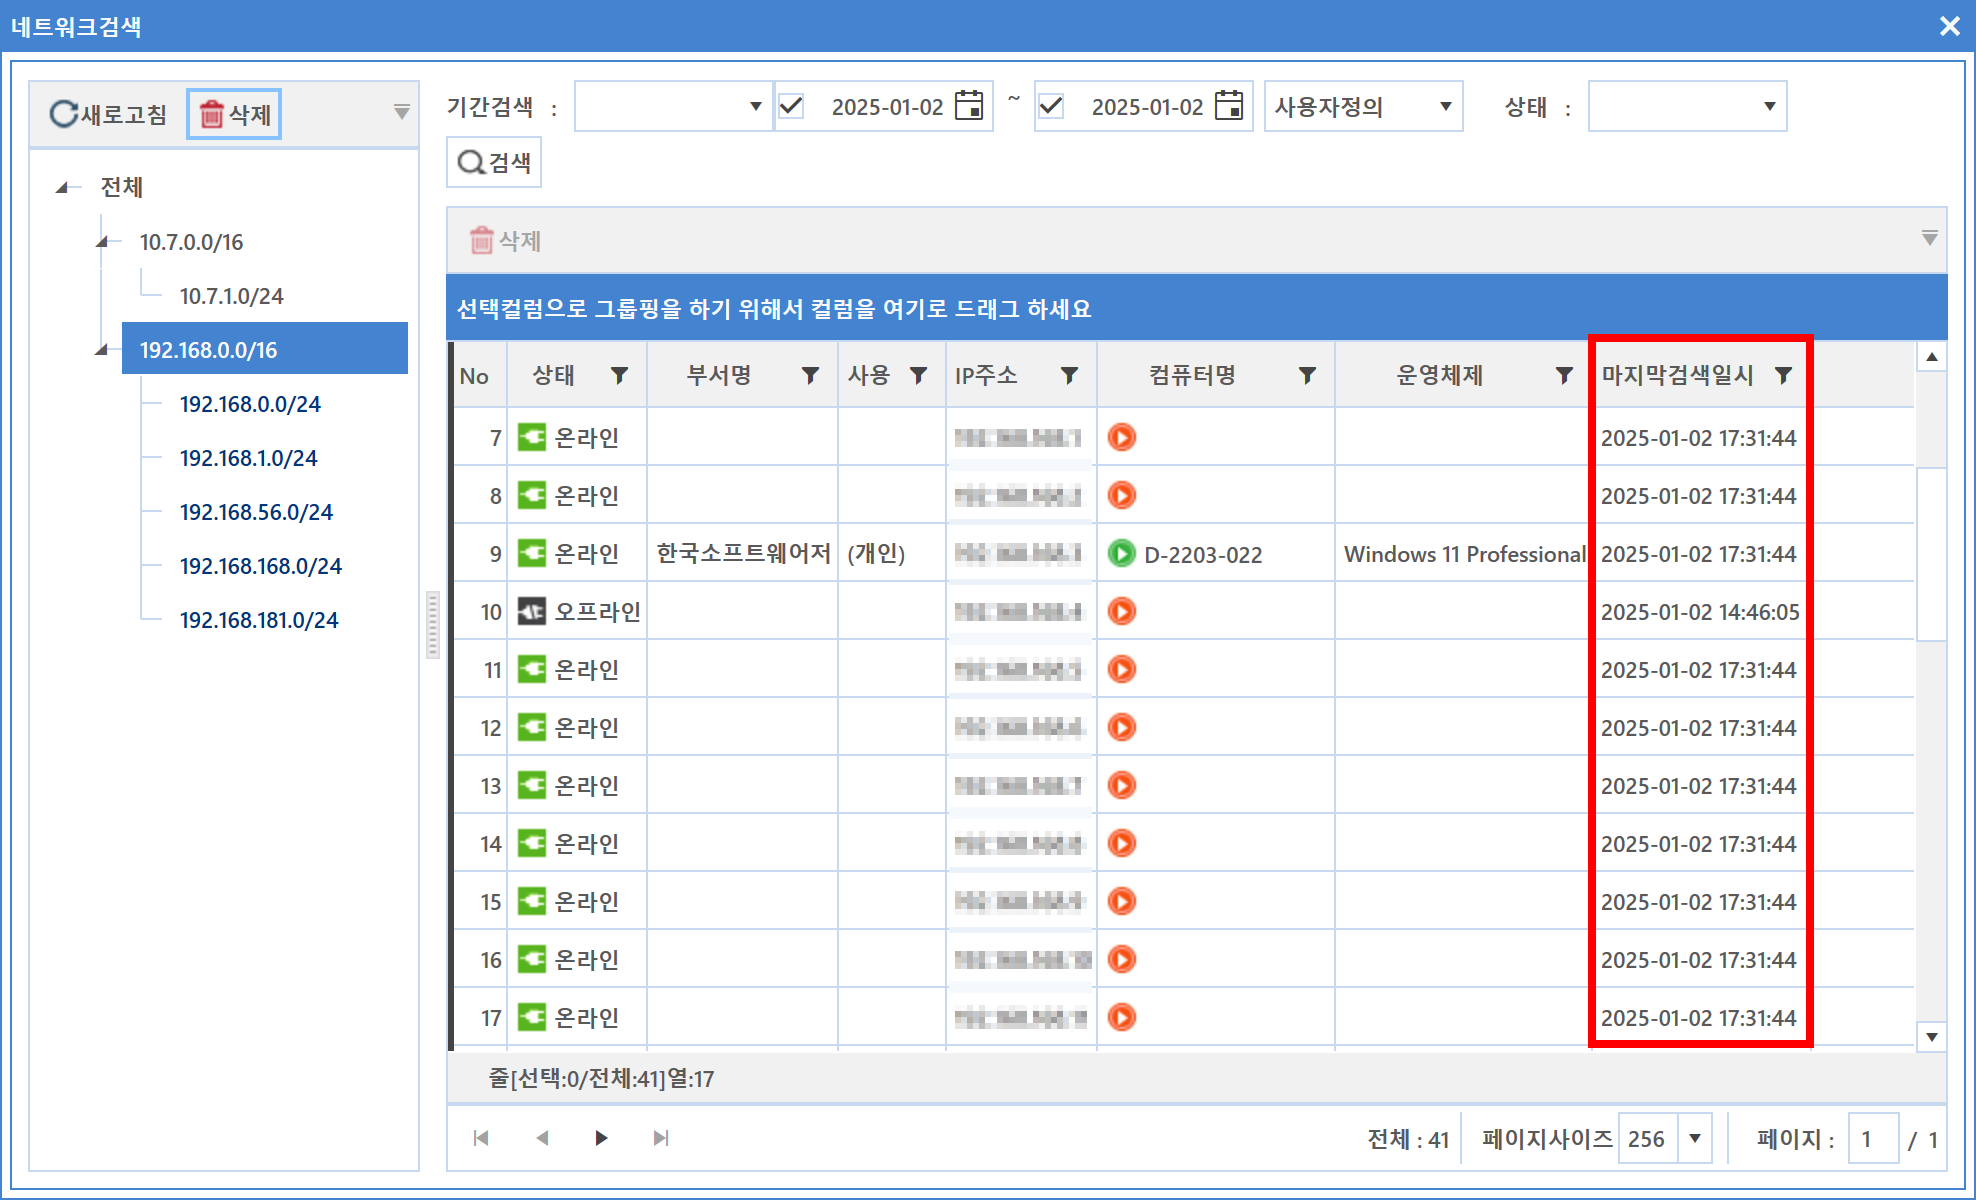 네트워크검색
새로고침 삭제
전체
10.7.0.0/16
10.7.1.0/24
192.168.0.0/16
192.168.0.0/24
192.168.1.0/24
192.168.56.0/24
192.168.168.0/24
192.168.181.0/24
기간검색 : 2025-01-02 ~ 2025-01-02 사용자정의 상태 :
검색
삭제
선택컬럼으로 그룹핑을 하기 위해서 컬럼을 여기로 드래그 하세요
No 상태 부서명 사용 IP주소 컴퓨터명 운영체제 마지막검색일시
7 온라인 2025-01-02 17:31:44
8 온라인 2025-01-02 17:31:44
9 온라인 한국소프트웨어저 (개인) D-2203-022 Windows 11 Professional 2025-01-02 17:31:44
10 오프라인 2025-01-02 14:46:05
11 온라인 2025-01-02 17:31:44
12 온라인 2025-01-02 17:31:44
13 온라인 2025-01-02 17:31:44
14 온라인 2025-01-02 17:31:44
15 온라인 2025-01-02 17:31:44
16 온라인 2025-01-02 17:31:44
17 온라인 2025-01-02 17:31:44
줄[선택:0/전체:41]열:17
전체 : 41 페이지사이즈 256 페이지 : 1 / 1